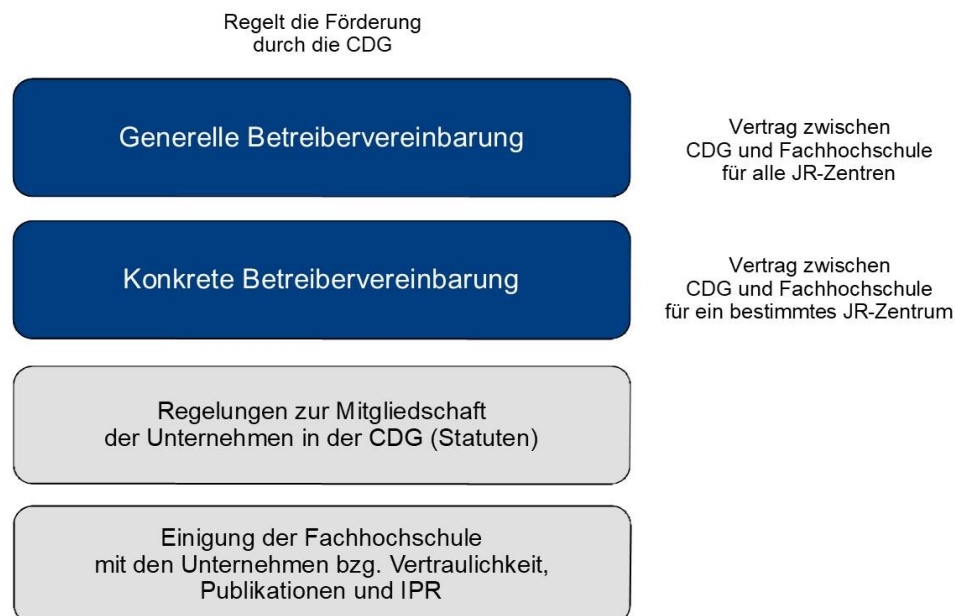 Regelt die Förderung
durch die CDG
Generelle Betreibervereinbarung
Vertrag zwischen
CDG und Fachhochschule
für alle JR-Zentren
Konkrete Betreibervereinbarung
Vertrag zwischen
CDG und Fachhochschule
für ein bestimmtes JR-Zentrum
Regelungen zur Mitgliedschaft
der Unternehmen in der CDG (Statuten)
Einigung der Fachhochschule
mit den Unternehmen bzg. Vertraulichkeit,
Publikationen und IPR